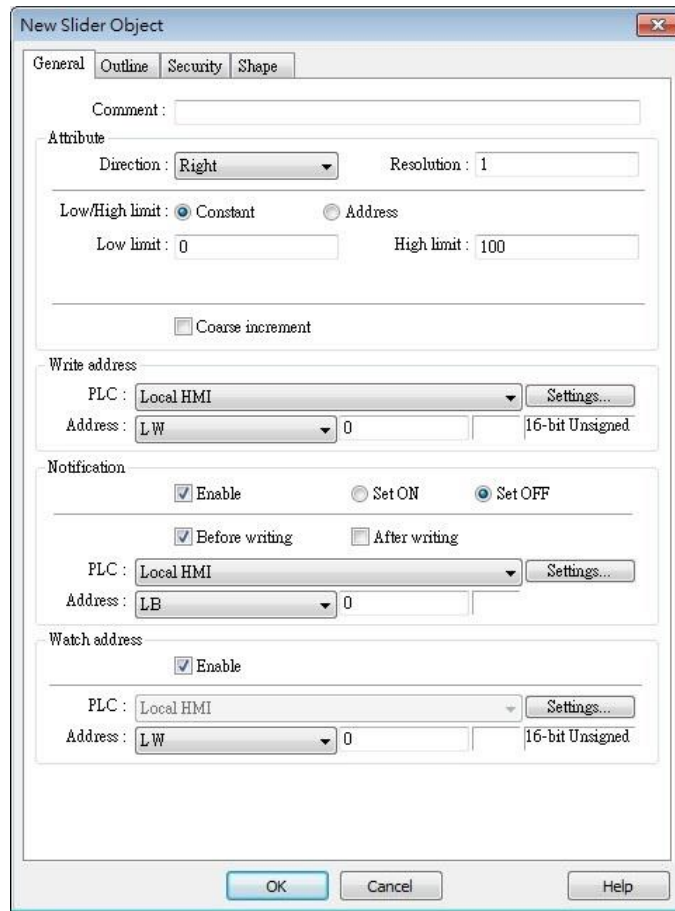 New Slider Object
General Outline Security Shape
Comment :
Attribute
Direction : Right Resolution : 1
Low/High limit : Constant Address
Low limit : 0 High limit : 100
Coarse increment
Write address
PLC : Local HMI Settings...
Address : LW 0 16-bit Unsigned
Notification
Enable Set ON Set OFF
Before writing After writing
PLC : Local HMI Settings...
Address : LB 0
Watch address
Enable
PLC : Local HMI Settings...
Address : LW 0 16-bit Unsigned
OK Cancel Help